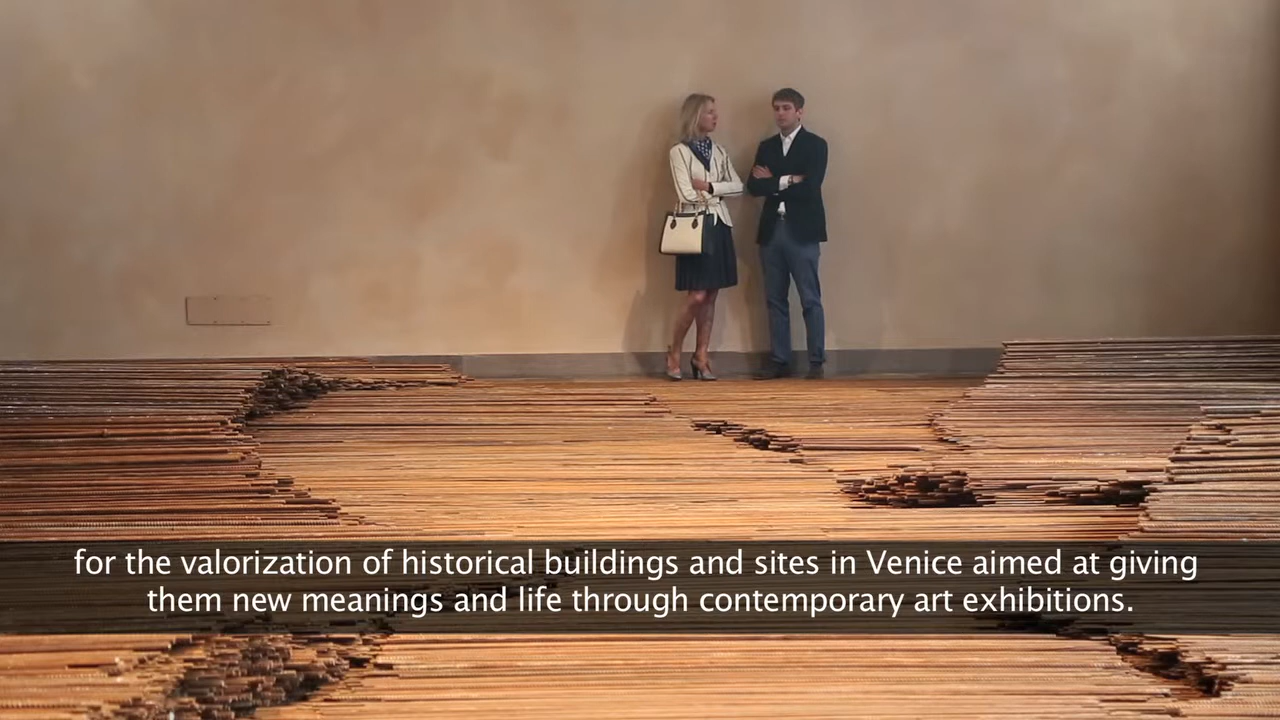 for the valorization of historical buildings and sites in Venice aimed at giving
them new meanings and life through contemporary art exhibitions.